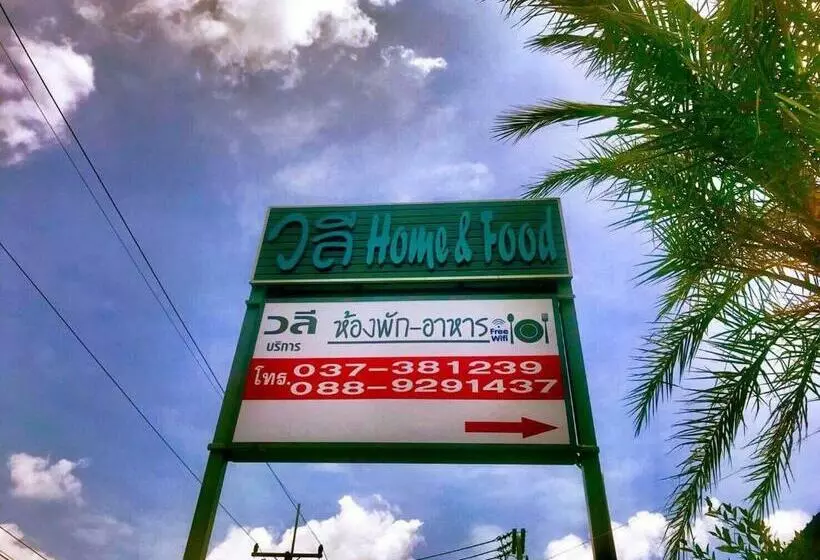 วลี Home & Food
วลี ห้องพัก-อาหาร Free Wifi
บริการ
โทร. 037-381239
088-9291437